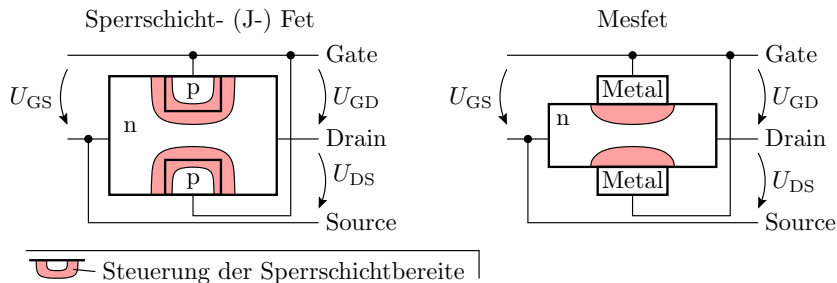 Sperrschicht- (J-) Fet
Mesfet
Gate
Gate
p
Metal
U_GS
U_GD
U_GS
U_GD
n
n
Drain
Drain
p
Metal
U_DS
U_DS
Source
Source
Steuerung der Sperrschichtbereite